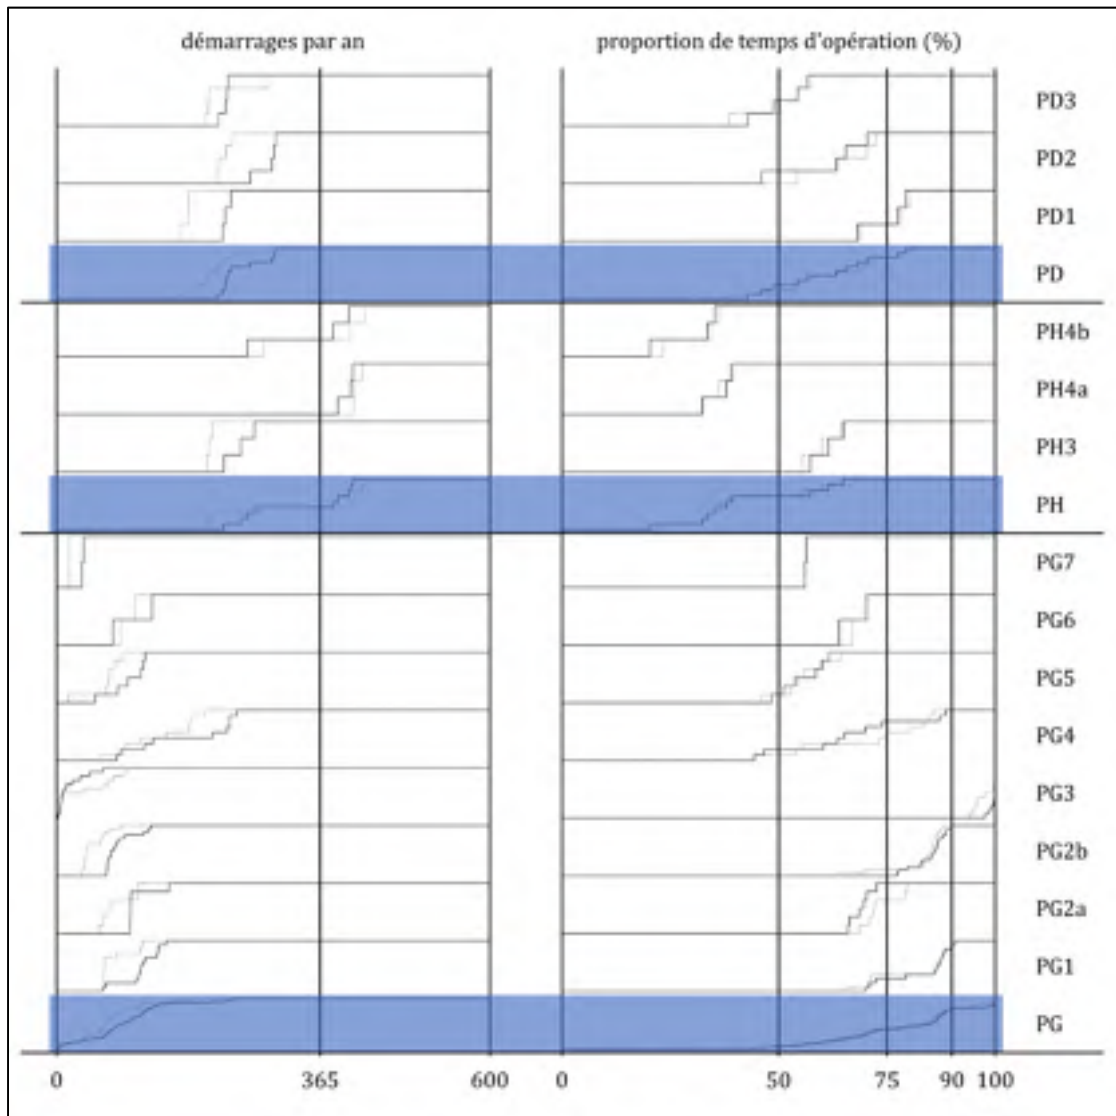 démarrages par an
proportion de temps d'opération (%)
PD3
PD2
PD1
PD
PH4b
PH4a
PH3
PH
PG7
PG6
PG5
PG4
PG3
PG2b
PG2a
PG1
PG
0 365 600 0 50 75 90 100